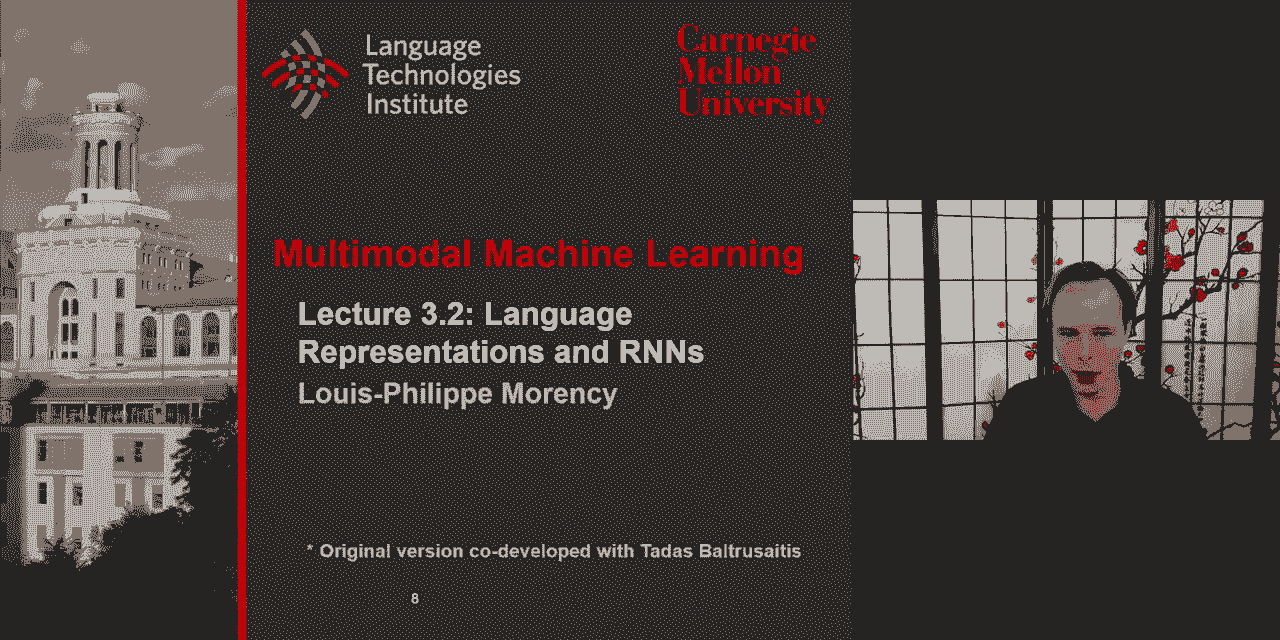 Language
Technologies
Institute
Carnegie
Mellon
University
Multimodal Machine Learning
Lecture 3.2: Language
Representations and RNNs
Louis-Philippe Morency
* Original version co-developed with Tadas Baltrusaitis
8